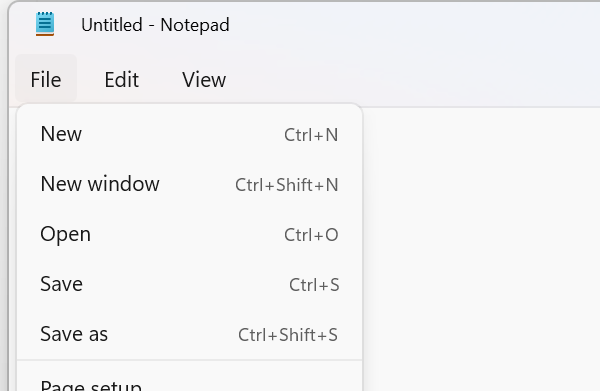 Untitled - Notepad
File Edit View
New Ctrl+N
New window Ctrl+Shift+N
Open Ctrl+O
Save Ctrl+S
Save as Ctrl+Shift+S
Page setup